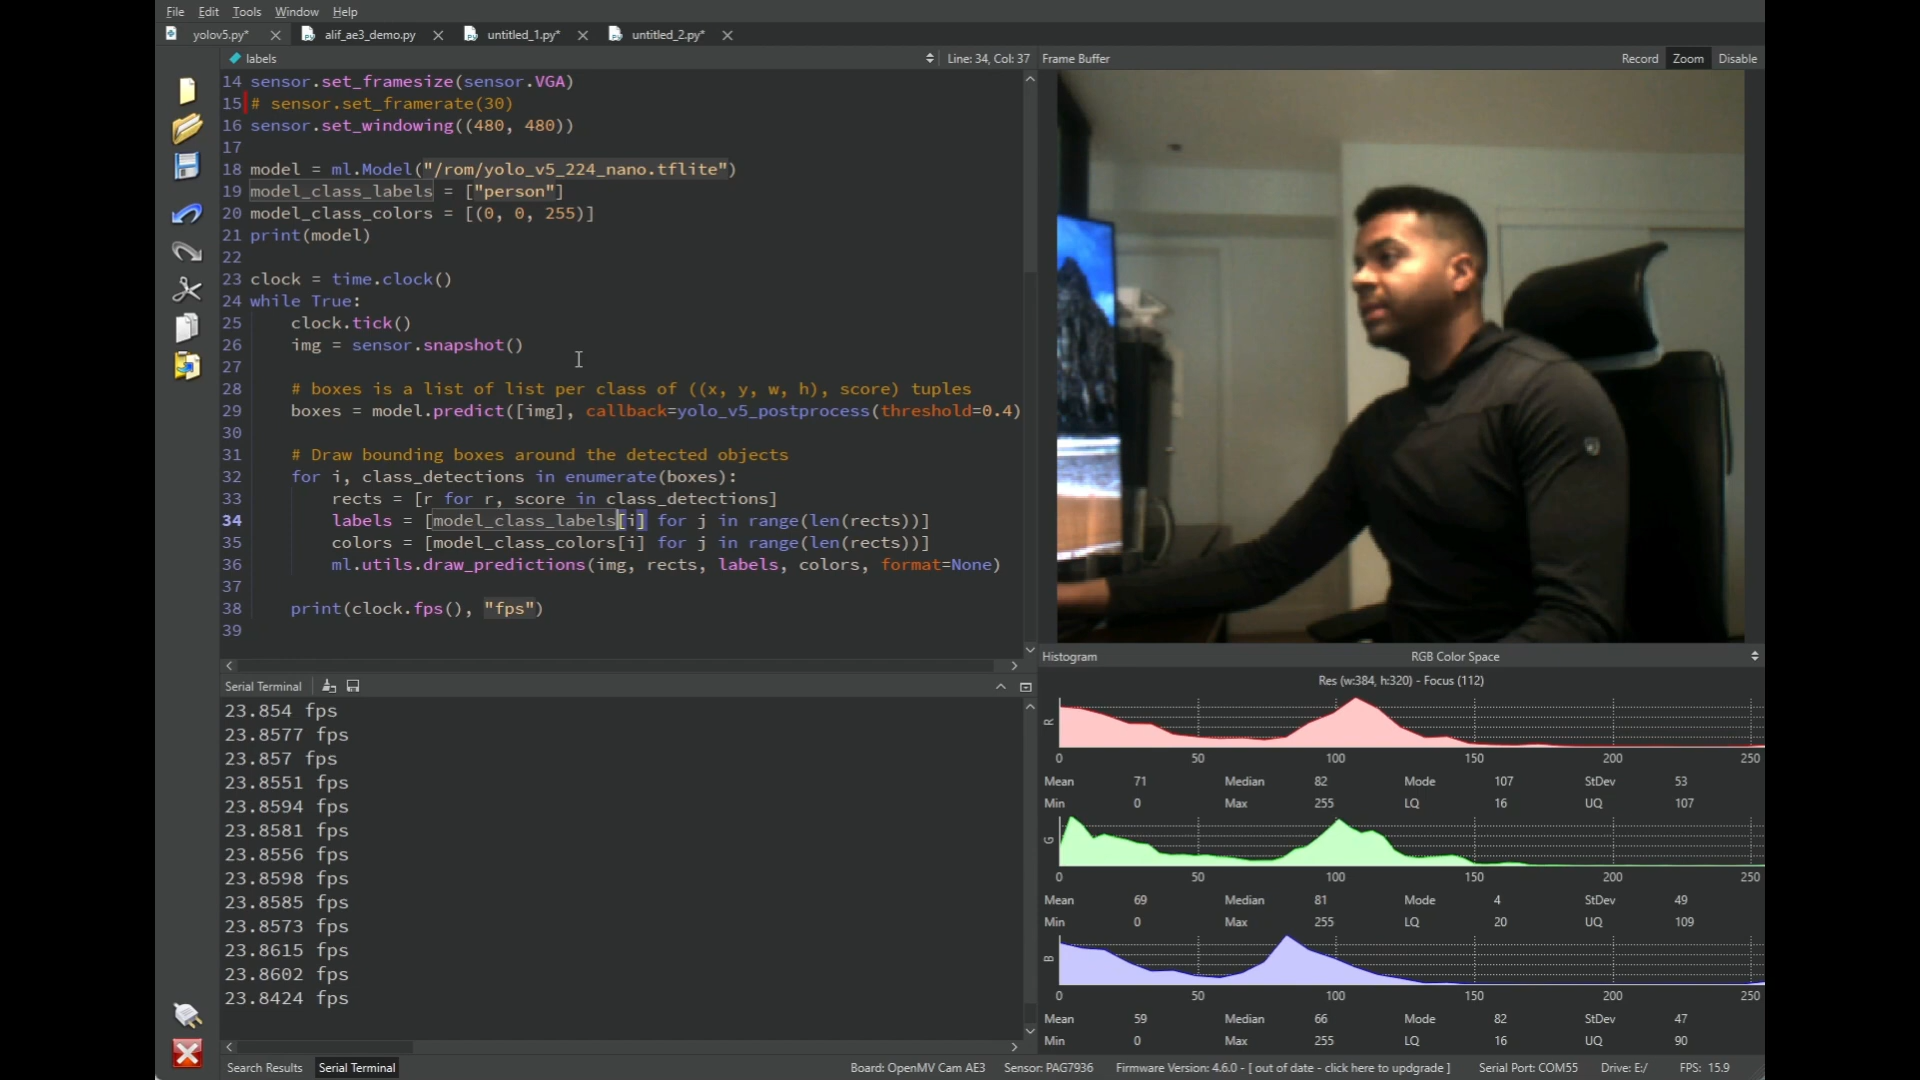 File Edit Tools Window Help
yolov5.py* alif_ae3_demo.py untitled_1.py* untitled_2.py*
labels Line: 34, Col: 37 Frame Buffer Record Zoom Disable
14 sensor.set_framesize(sensor.VGA)
15 # sensor.set_framerate(30)
16 sensor.set_windowing((480, 480))
17
18 model = ml.Model("/rom/yolo_v5_224_nano.tflite")
19 model_class_labels = ["person"]
20 model_class_colors = [(0, 0, 255)]
21 print(model)
22
23 clock = time.clock()
24 while True:
25 clock.tick()
26 img = sensor.snapshot()
27
28 # boxes is a list of list per class of ((x, y, w, h), score) tuples
29 boxes = model.predict([img], callback=yolo_v5_postprocess(threshold=0.4)
30
31 # Draw bounding boxes around the detected objects
32 for i, class_detections in enumerate(boxes):
33 rects = [r for r, score in class_detections]
34 labels = [model_class_labels[i] for j in range(len(rects))]
35 colors = [model_class_colors[i] for j in range(len(rects))]
36 ml.utils.draw_predictions(img, rects, labels, colors, format=None)
37
38 print(clock.fps(), "fps")
39
Serial Terminal
23.854 fps
23.8577 fps
23.857 fps
23.8551 fps
23.8594 fps
23.8581 fps
23.8556 fps
23.8598 fps
23.8585 fps
23.8573 fps
23.8615 fps
23.8602 fps
23.8424 fps
Histogram RGB Color Space
Res (w:384, h:320) - Focus (112)
R
0 50 100 150 200 250
Mean 71 Median 82 Mode 107 StDev 53
Min 0 Max 255 LQ 16 UQ 107
G
0 50 100 150 200 250
Mean 69 Median 81 Mode 4 StDev 49
Min 0 Max 255 LQ 20 UQ 109
B
0 50 100 150 200 250
Mean 59 Median 66 Mode 82 StDev 47
Min 0 Max 255 LQ 16 UQ 90
Search Results Serial Terminal Board: OpenMV Cam AE3 Sensor: PAG7936 Firmware Version: 4.6.0 - [ out of date - click here to updgrade ] Serial Port: COM55 Drive: E:/ FPS: 15.9